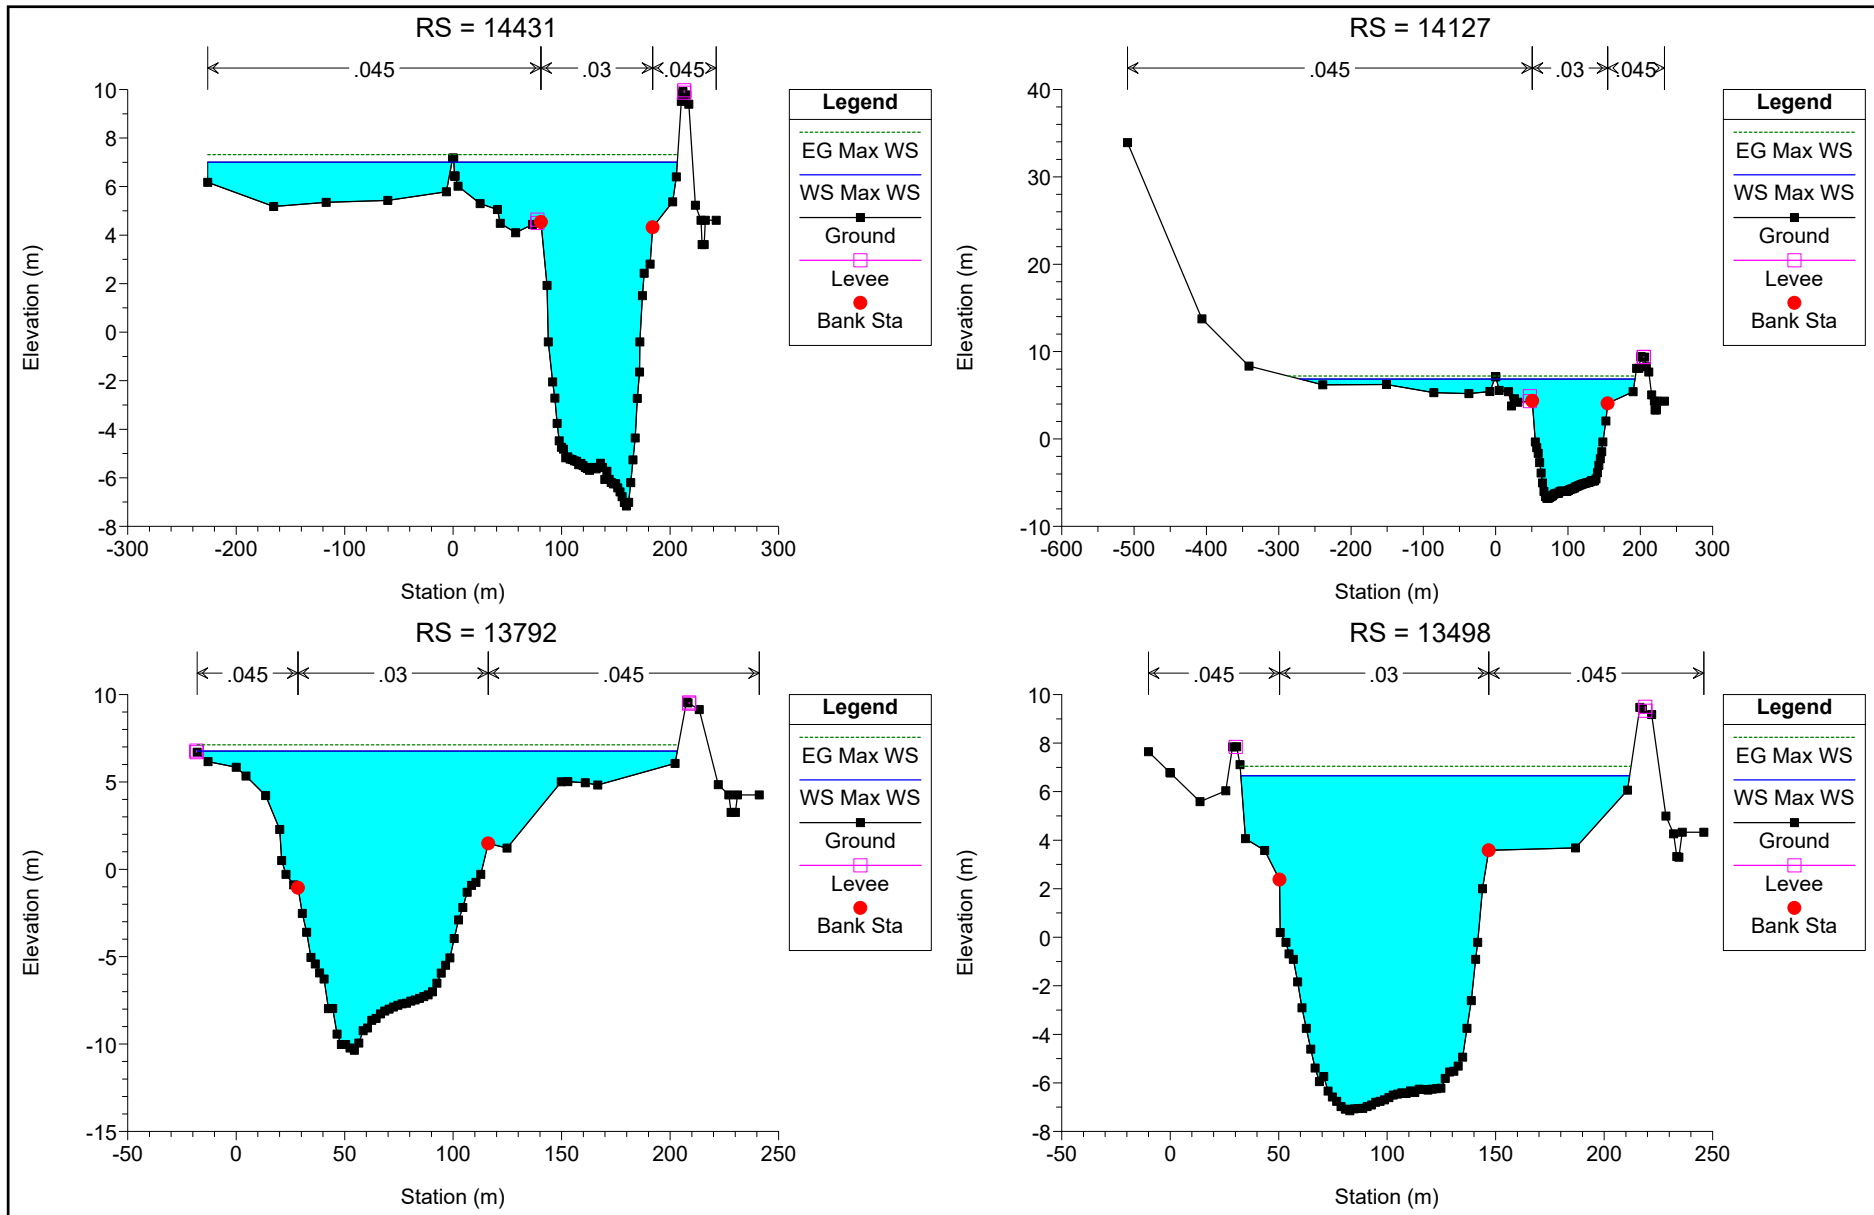 RS = 14431
.045 .03 .045
10
8
6
4
2
0
-2
-4
-6
-8
-300 -200 -100 0 100 200 300
Elevation (m)
Station (m)
Legend
EG Max WS
WS Max WS
Ground
Levee
Bank Sta
RS = 14127
.045 .03 .045
40
30
20
10
0
-10
-600 -500 -400 -300 -200 -100 0 100 200 300
Elevation (m)
Station (m)
Legend
EG Max WS
WS Max WS
Ground
Levee
Bank Sta
RS = 13792
.045 .03 .045
10
5
0
-5
-10
-15
-50 0 50 100 150 200 250
Elevation (m)
Station (m)
Legend
EG Max WS
WS Max WS
Ground
Levee
Bank Sta
RS = 13498
.045 .03 .045
10
8
6
4
2
0
-2
-4
-6
-8
-50 0 50 100 150 200 250
Elevation (m)
Station (m)
Legend
EG Max WS
WS Max WS
Ground
Levee
Bank Sta